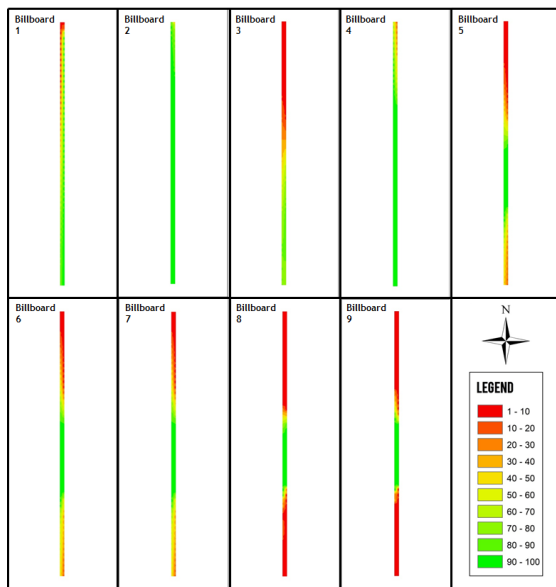 Billboard
1
Billboard
2
Billboard
3
Billboard
4
Billboard
5
Billboard
6
Billboard
7
Billboard
8
Billboard
9
N
LEGEND
1 - 10
10 - 20
20 - 30
30 - 40
40 - 50
50 - 60
60 - 70
70 - 80
80 - 90
90 - 100